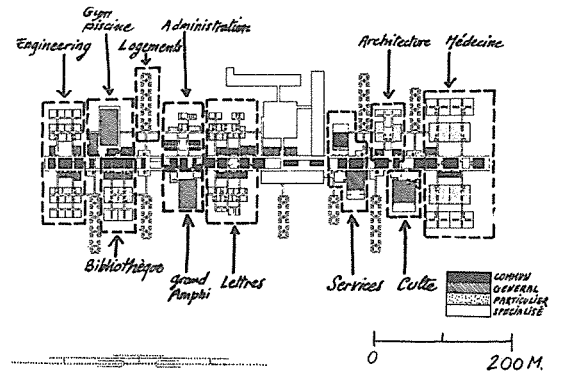 Gym
piscine
Administration
Engineering
Logements
Architecture
Médecine
Bibliothèque
Grand
Amphi
Lettres
Services
Culte
COMMUN
GENERAL
PARTICULIER
SPECIALISÉ
0
200 M.